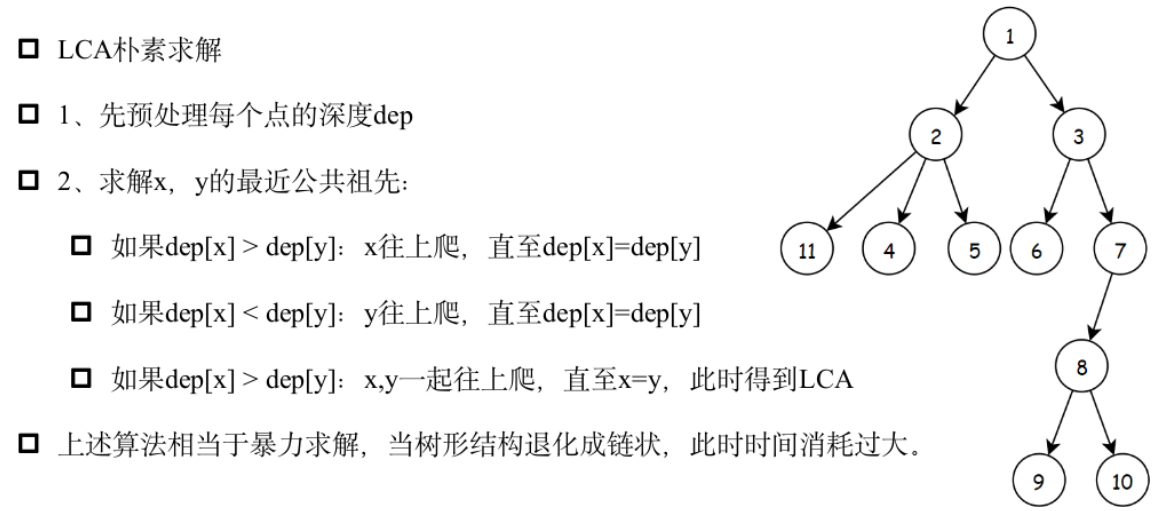 LCA朴素求解
1、先预处理每个点的深度dep
2、求解x，y的最近公共祖先：
如果dep[x] > dep[y]：x往上爬，直至dep[x]=dep[y]
如果dep[x] < dep[y]：y往上爬，直至dep[x]=dep[y]
如果dep[x] > dep[y]：x,y一起往上爬，直至x=y，此时得到LCA
上述算法相当于暴力求解，当树形结构退化成链状，此时时间消耗过大。
1
2 3
11 4 5 6 7
8
9 10